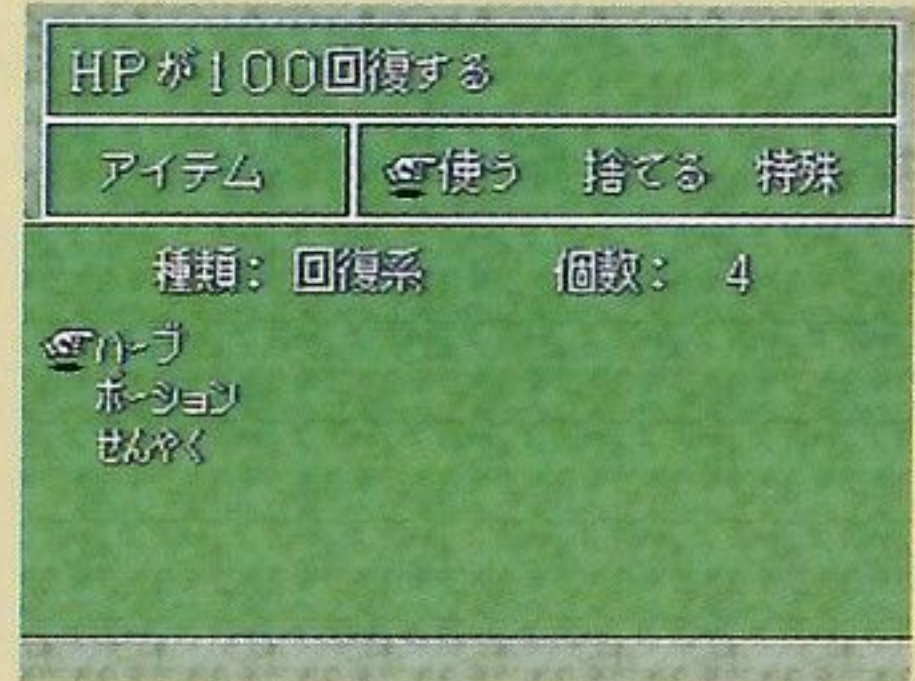 HPが100回復する
アイテム 使う 捨てる 特殊
種類：回復系 個数： 4
ハーブ
ポーション
せんやく